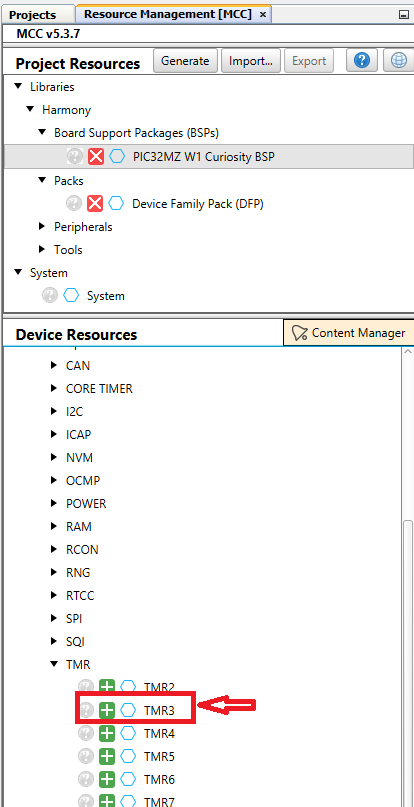 Projects Resource Management [MCC] ×
MCC v5.3.7
Project Resources Generate Import... Export ?
Libraries
Harmony
Board Support Packages (BSPs)
? PIC32MZ W1 Curiosity BSP
Packs
? Device Family Pack (DFP)
Peripherals
Tools
System
? System
Device Resources Content Manager
CAN
CORE TIMER
I2C
ICAP
NVM
OCMP
POWER
RAM
RCON
RNG
RTCC
SPI
SQI
TMR
? TMR2
? TMR3
? TMR4
? TMR5
? TMR6
? TMR7